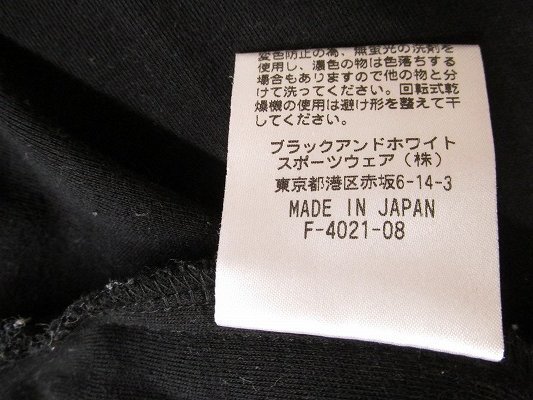 変色防止の為、無蛍光の洗剤を
使用し、濃色の物は色落ちする
場合もありますので他の物と分
けて洗ってください。回転式乾
燥機の使用は避け形を整えて干
してください。
ブラックアンドホワイト
スポーツウェア(株)
東京都港区赤坂6-14-3
MADE IN JAPAN
F-4021-08